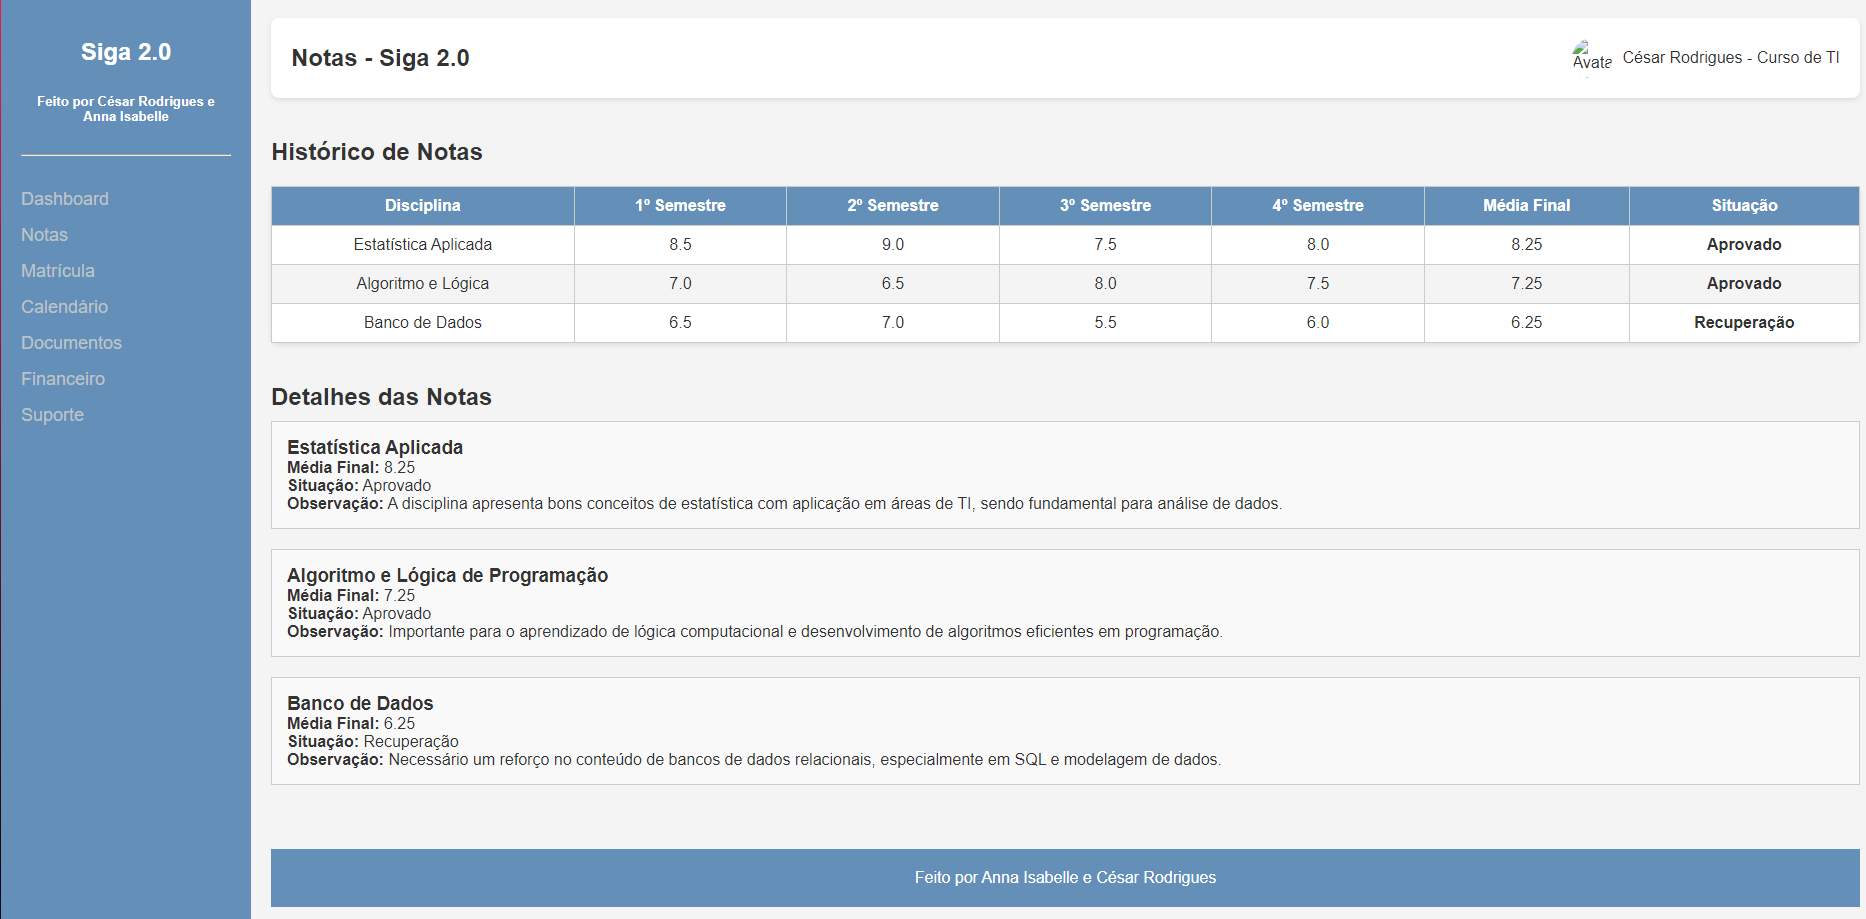 Siga 2.0
Feito por César Rodrigues e
Anna Isabelle
Dashboard
Notas
Matrícula
Calendário
Documentos
Financeiro
Suporte
Notas - Siga 2.0
Avata
César Rodrigues - Curso de TI
Histórico de Notas
Disciplina 1º Semestre 2º Semestre 3º Semestre 4º Semestre Média Final Situação
Estatística Aplicada 8.5 9.0 7.5 8.0 8.25 Aprovado
Algoritmo e Lógica 7.0 6.5 8.0 7.5 7.25 Aprovado
Banco de Dados 6.5 7.0 5.5 6.0 6.25 Recuperação
Detalhes das Notas
Estatística Aplicada
Média Final: 8.25
Situação: Aprovado
Observação: A disciplina apresenta bons conceitos de estatística com aplicação em áreas de TI, sendo fundamental para análise de dados.
Algoritmo e Lógica de Programação
Média Final: 7.25
Situação: Aprovado
Observação: Importante para o aprendizado de lógica computacional e desenvolvimento de algoritmos eficientes em programação.
Banco de Dados
Média Final: 6.25
Situação: Recuperação
Observação: Necessário um reforço no conteúdo de bancos de dados relacionais, especialmente em SQL e modelagem de dados.
Feito por Anna Isabelle e César Rodrigues